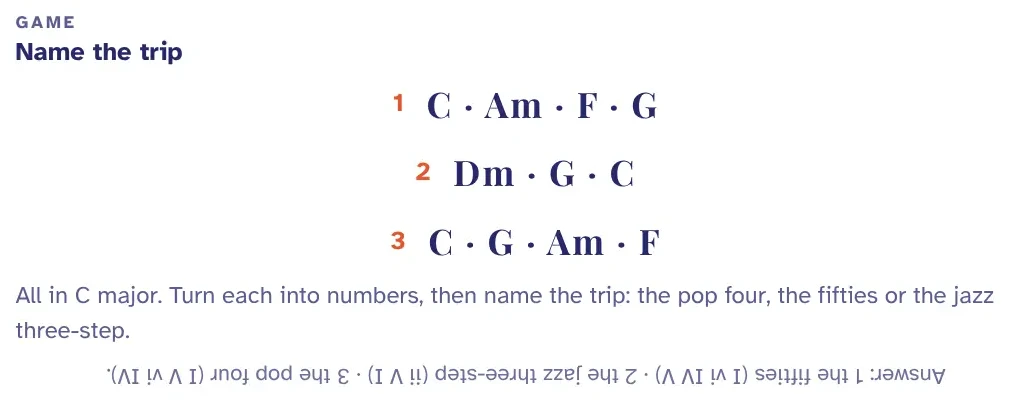 GAME
Name the trip
1 C · Am · F · G
2 Dm · G · C
3 C · G · Am · F
All in C major. Turn each into numbers, then name the trip: the pop four, the fifties or the jazz
three-step.
Answer: 1 the fifties (I vi IV V) · 2 the jazz three-step (ii V I) · 3 the pop four (I V vi IV).